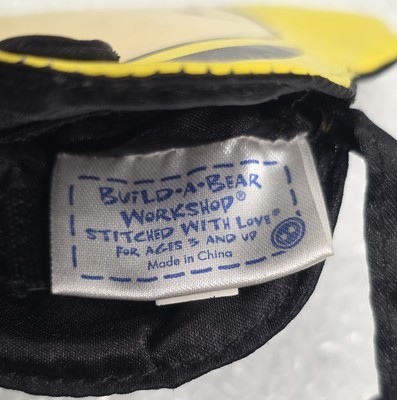 BUILD-A-BEAR
WORKSHOP®
STITCHED WITH LOVE®
FOR AGES 3 AND UP
Made in China